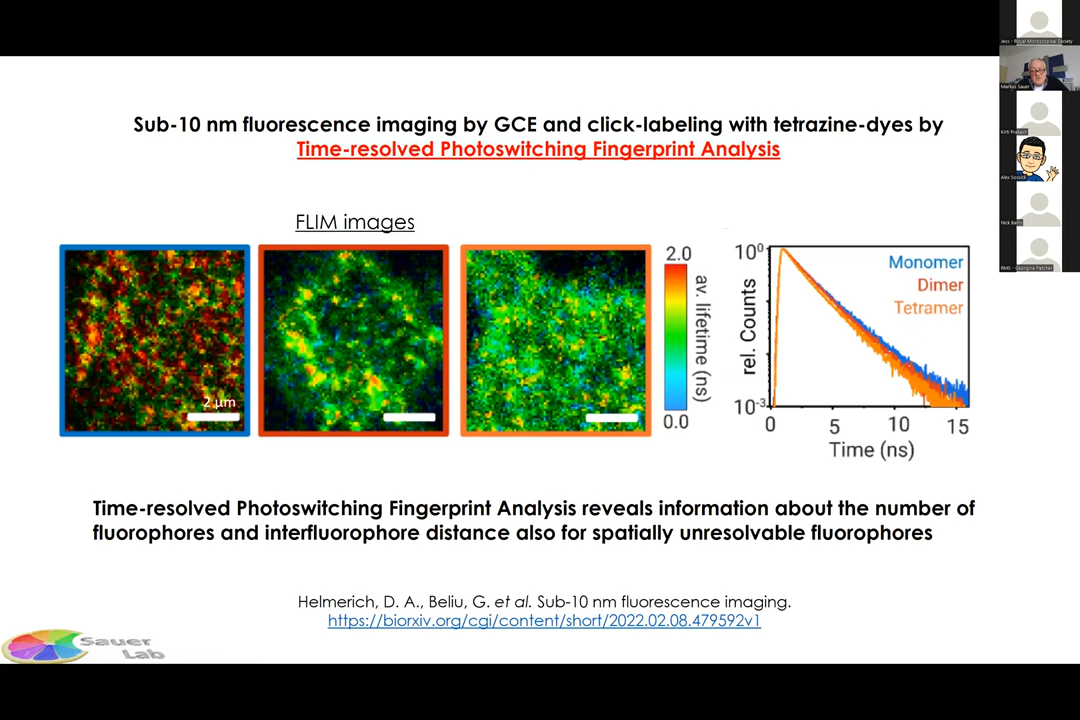 Sub-10 nm fluorescence imaging by GCE and click-labeling with tetrazine-dyes by
Time-resolved Photoswitching Fingerprint Analysis
FLIM images
2 μm
2.0
av. lifetime (ns)
0.0
10⁰
rel. Counts
10⁻³
Monomer
Dimer
Tetramer
0 5 10 15
Time (ns)
Time-resolved Photoswitching Fingerprint Analysis reveals information about the number of
fluorophores and interfluorophore distance also for spatially unresolvable fluorophores
Helmerich, D. A., Beliu, G. et al. Sub-10 nm fluorescence imaging.
https://biorxiv.org/cgi/content/short/2022.02.08.479592v1
Sauer
Lab
Jess - Royal Microscopical Society
Markus Sauer
Kirti Prakash
Alex Sossick
Nick Barry
RMS - Georgina Fletcher